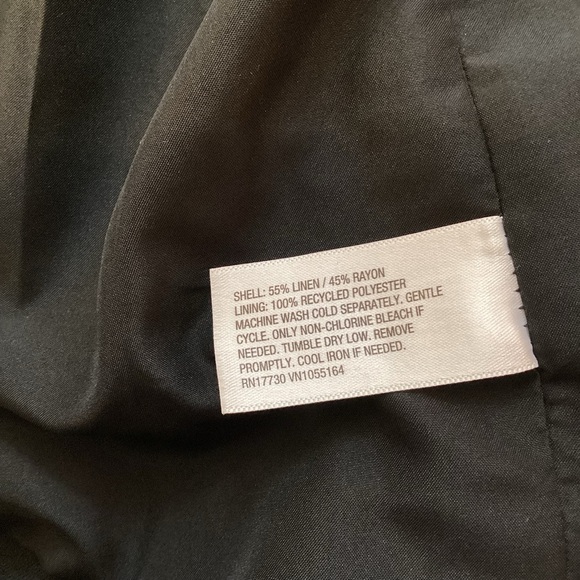 SHELL: 55% LINEN / 45% RAYON
LINING: 100% RECYCLED POLYESTER
MACHINE WASH COLD SEPARATELY. GENTLE
CYCLE. ONLY NON-CHLORINE BLEACH IF
NEEDED. TUMBLE DRY LOW. REMOVE
PROMPTLY. COOL IRON IF NEEDED.
RN17730 VN1055164